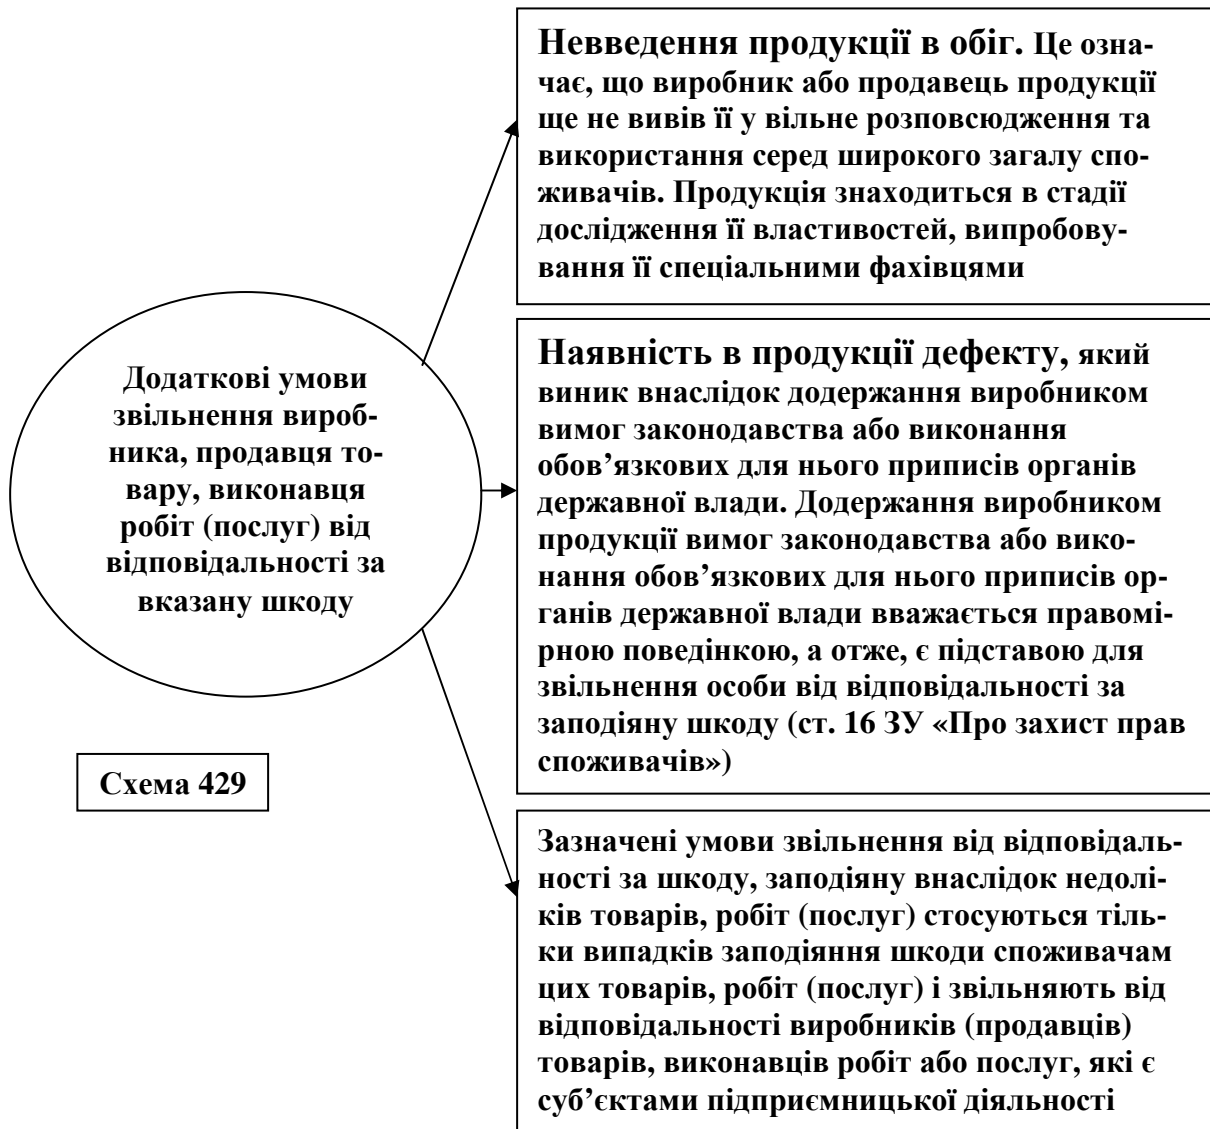 Невведення продукції в обіг. Це озна-
чає, що виробник або продавець продукції
ще не вивів її у вільне розповсюдження та
використання серед широкого загалу спо-
живачів. Продукція знаходиться в стадії
дослідження її властивостей, випробову-
вання її спеціальними фахівцями
Додаткові умови
звільнення вироб-
ника, продавця то-
вару, виконавця
робіт (послуг) від
відповідальності за
вказану шкоду
Наявність в продукції дефекту, який
виник внаслідок додержання виробником
вимог законодавства або виконання
обов’язкових для нього приписів органів
державної влади. Додержання виробником
продукції вимог законодавства або вико-
нання обов’язкових для нього приписів ор-
ганів державної влади вважається правомі-
рною поведінкою, а отже, є підставою для
звільнення особи від відповідальності за
заподіяну шкоду (ст. 16 ЗУ «Про захист прав
споживачів»)
Схема 429
Зазначені умови звільнення від відповідаль-
ності за шкоду, заподіяну внаслідок недолі-
ків товарів, робіт (послуг) стосуються тіль-
ки випадків заподіяння шкоди споживачам
цих товарів, робіт (послуг) і звільняють від
відповідальності виробників (продавців)
товарів, виконавців робіт або послуг, які є
суб’єктами підприємницької діяльності